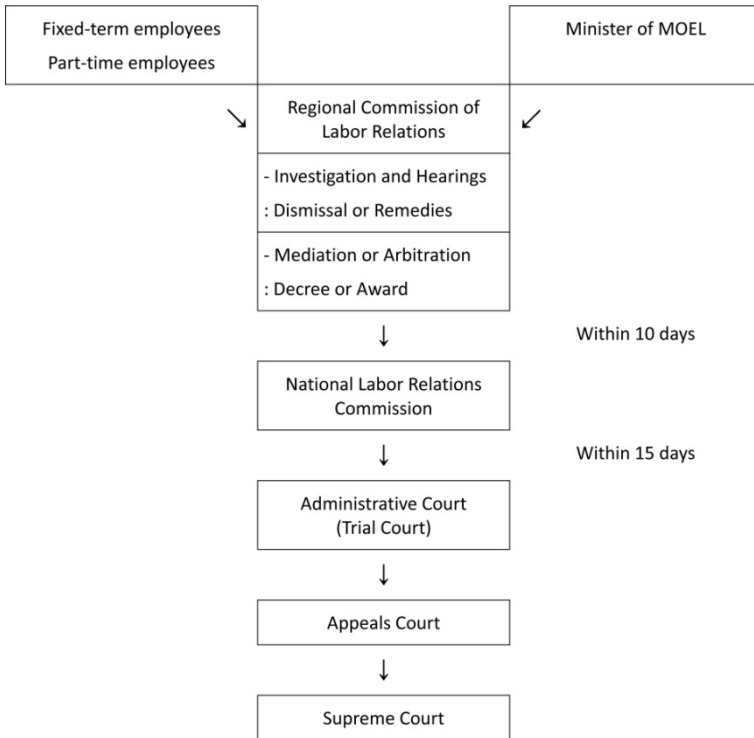 Fixed-term employees
Part-time employees
Minister of MOEL
↘
Regional Commission of
Labor Relations
↙
- Investigation and Hearings
: Dismissal or Remedies
- Mediation or Arbitration
: Decree or Award
↓
Within 10 days
National Labor Relations
Commission
↓
Within 15 days
Administrative Court
(Trial Court)
↓
Appeals Court
↓
Supreme Court